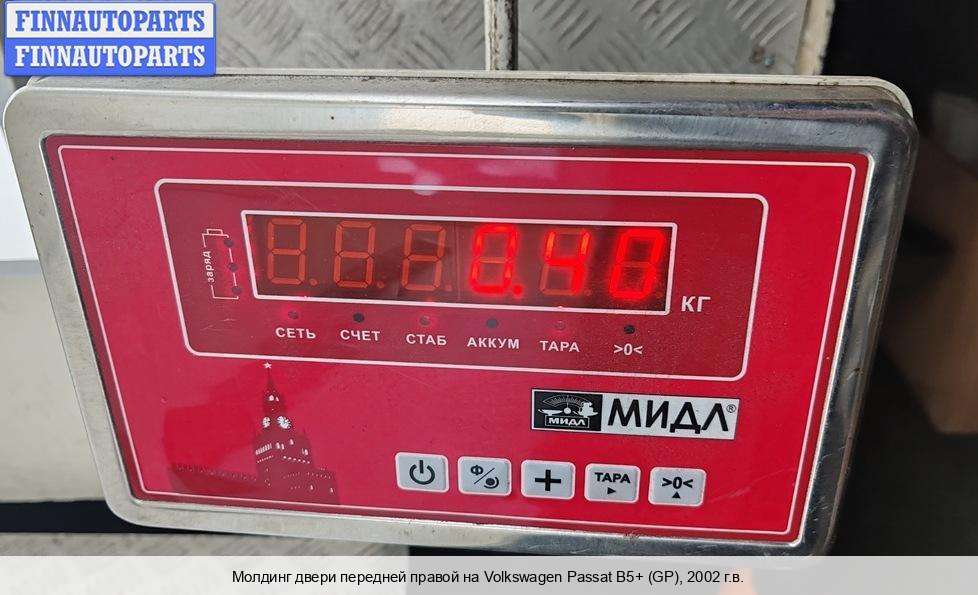 FINNAUTOPARTS
FINNAUTOPARTS
заряд
0.40
КГ
СЕТЬ СЧЕТ СТАБ АККУМ ТАРА >0<
МИДЛ
МИДЛ®
Ф/
ТАРА
>0<
Молдинг двери передней правой на Volkswagen Passat B5+ (GP), 2002 г.в.